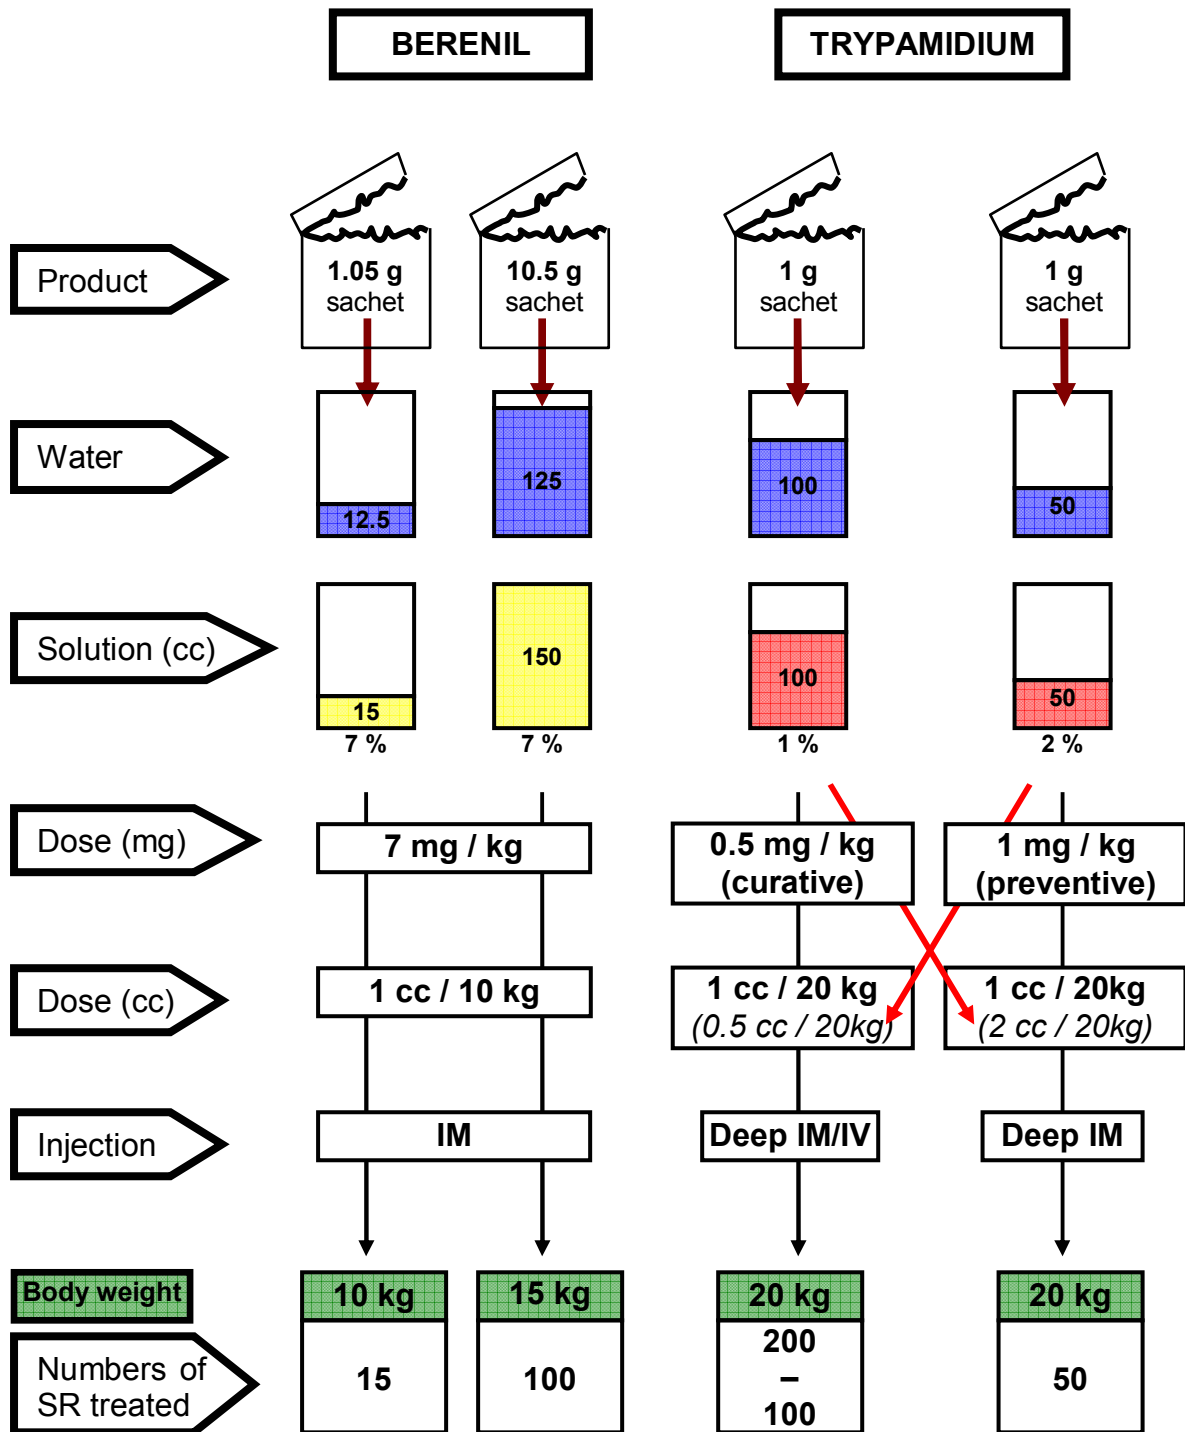 BERENIL
TRYPAMIDIUM
Product
1.05 g
sachet
10.5 g
sachet
1 g
sachet
1 g
sachet
Water
12.5
125
100
50
Solution (cc)
15
150
100
50
7 %
7 %
1 %
2 %
Dose (mg)
7 mg / kg
0.5 mg / kg
(curative)
1 mg / kg
(preventive)
Dose (cc)
1 cc / 10 kg
1 cc / 20 kg
(0.5 cc / 20kg)
1 cc / 20kg
(2 cc / 20kg)
Injection
IM
Deep IM/IV
Deep IM
Body weight
10 kg
15 kg
20 kg
20 kg
Numbers of
SR treated
15
100
200
–
100
50